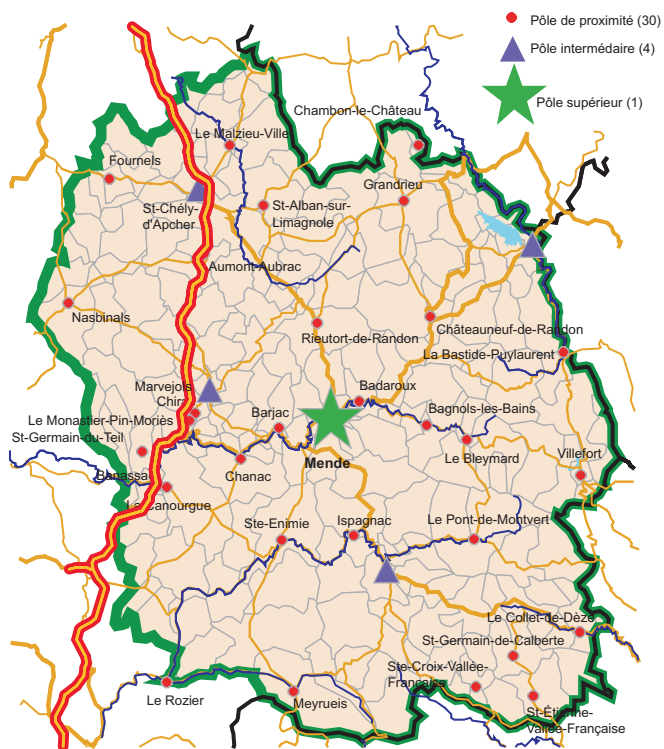 Pôle de proximité (30)
Pôle intermédaire (4)
Pôle supérieur (1)
Chambon-le-Château
Le Malzieu-Ville
Fournels
Grandrieu
St-Chély-
d'Apcher
St-Alban-sur-
Limagnole
Aumont-Aubrac
Nasbinals
Rieutort-de-Randon
Châteauneuf-de-Randon
La Bastide-Puylaurent
Marvejols
Chirac
Badaroux
Le Monastier-Pin-Moriès
Barjac
Bagnols-les-Bains
St-Germain-du-Teil
Mende
Le Bleymard
Villefort
Banassac
Chanac
La Canourgue
Ste-Enimie
Ispagnac
Le Pont-de-Montvert
Le Collet-de-Dèze
St-Germain-de-Calberte
Ste-Croix-Vallée-
Française
Le Rozier
Meyrueis
St-Étienne-
Vallée-Française